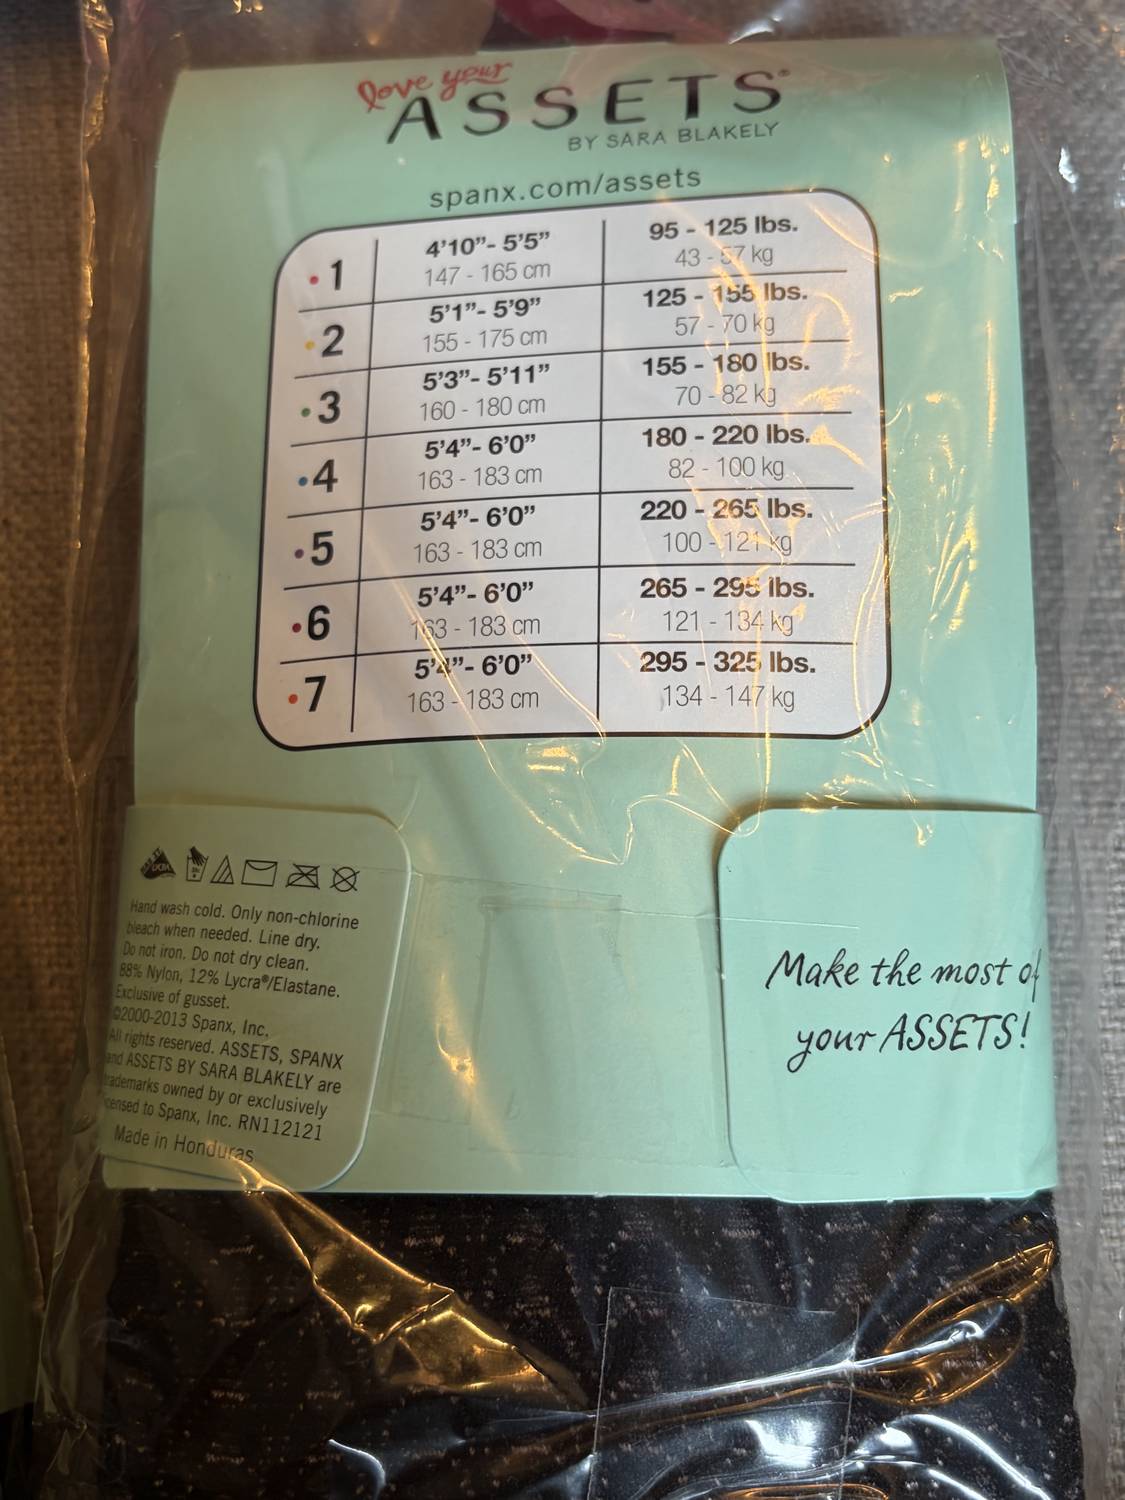 love your
ASSETS®
BY SARA BLAKELY
spanx.com/assets
1 4'10"- 5'5" 95 - 125 lbs.
147 - 165 cm 43 - 57 kg
2 5'1"- 5'9" 125 - 155 lbs.
155 - 175 cm 57 - 70 kg
3 5'3"- 5'11" 155 - 180 lbs.
160 - 180 cm 70 - 82 kg
4 5'4"- 6'0" 180 - 220 lbs.
163 - 183 cm 82 - 100 kg
5 5'4"- 6'0" 220 - 265 lbs.
163 - 183 cm 100 - 121 kg
6 5'4"- 6'0" 265 - 295 lbs.
163 - 183 cm 121 - 134 kg
7 5'4"- 6'0" 295 - 325 lbs.
163 - 183 cm 134 - 147 kg
Hand wash cold. Only non-chlorine
bleach when needed. Line dry.
Do not iron. Do not dry clean.
88% Nylon, 12% Lycra®/Elastane.
Exclusive of gusset.
©2000-2013 Spanx, Inc.
All rights reserved. ASSETS, SPANX
and ASSETS BY SARA BLAKELY are
trademarks owned by or exclusively
licensed to Spanx, Inc. RN112121
Made in Honduras
Make the most of
your ASSETS!